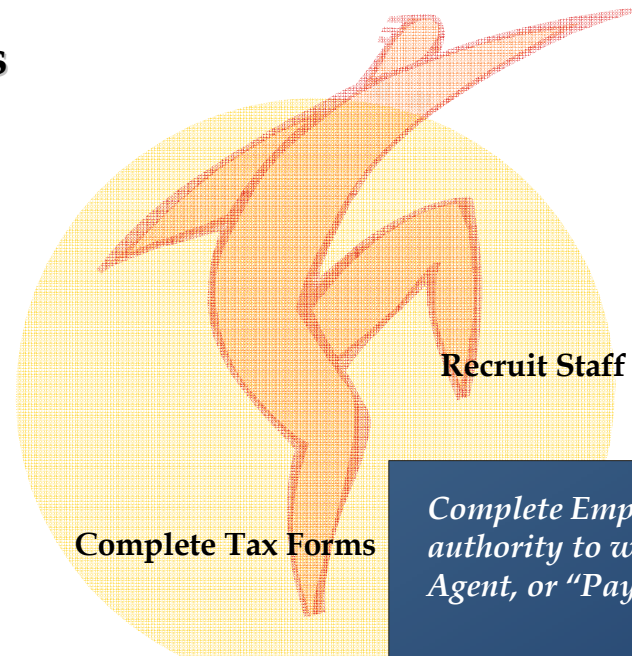 s
Recruit Staff
Complete Tax Forms
Complete Emp
authority to w
Agent, or “Pay